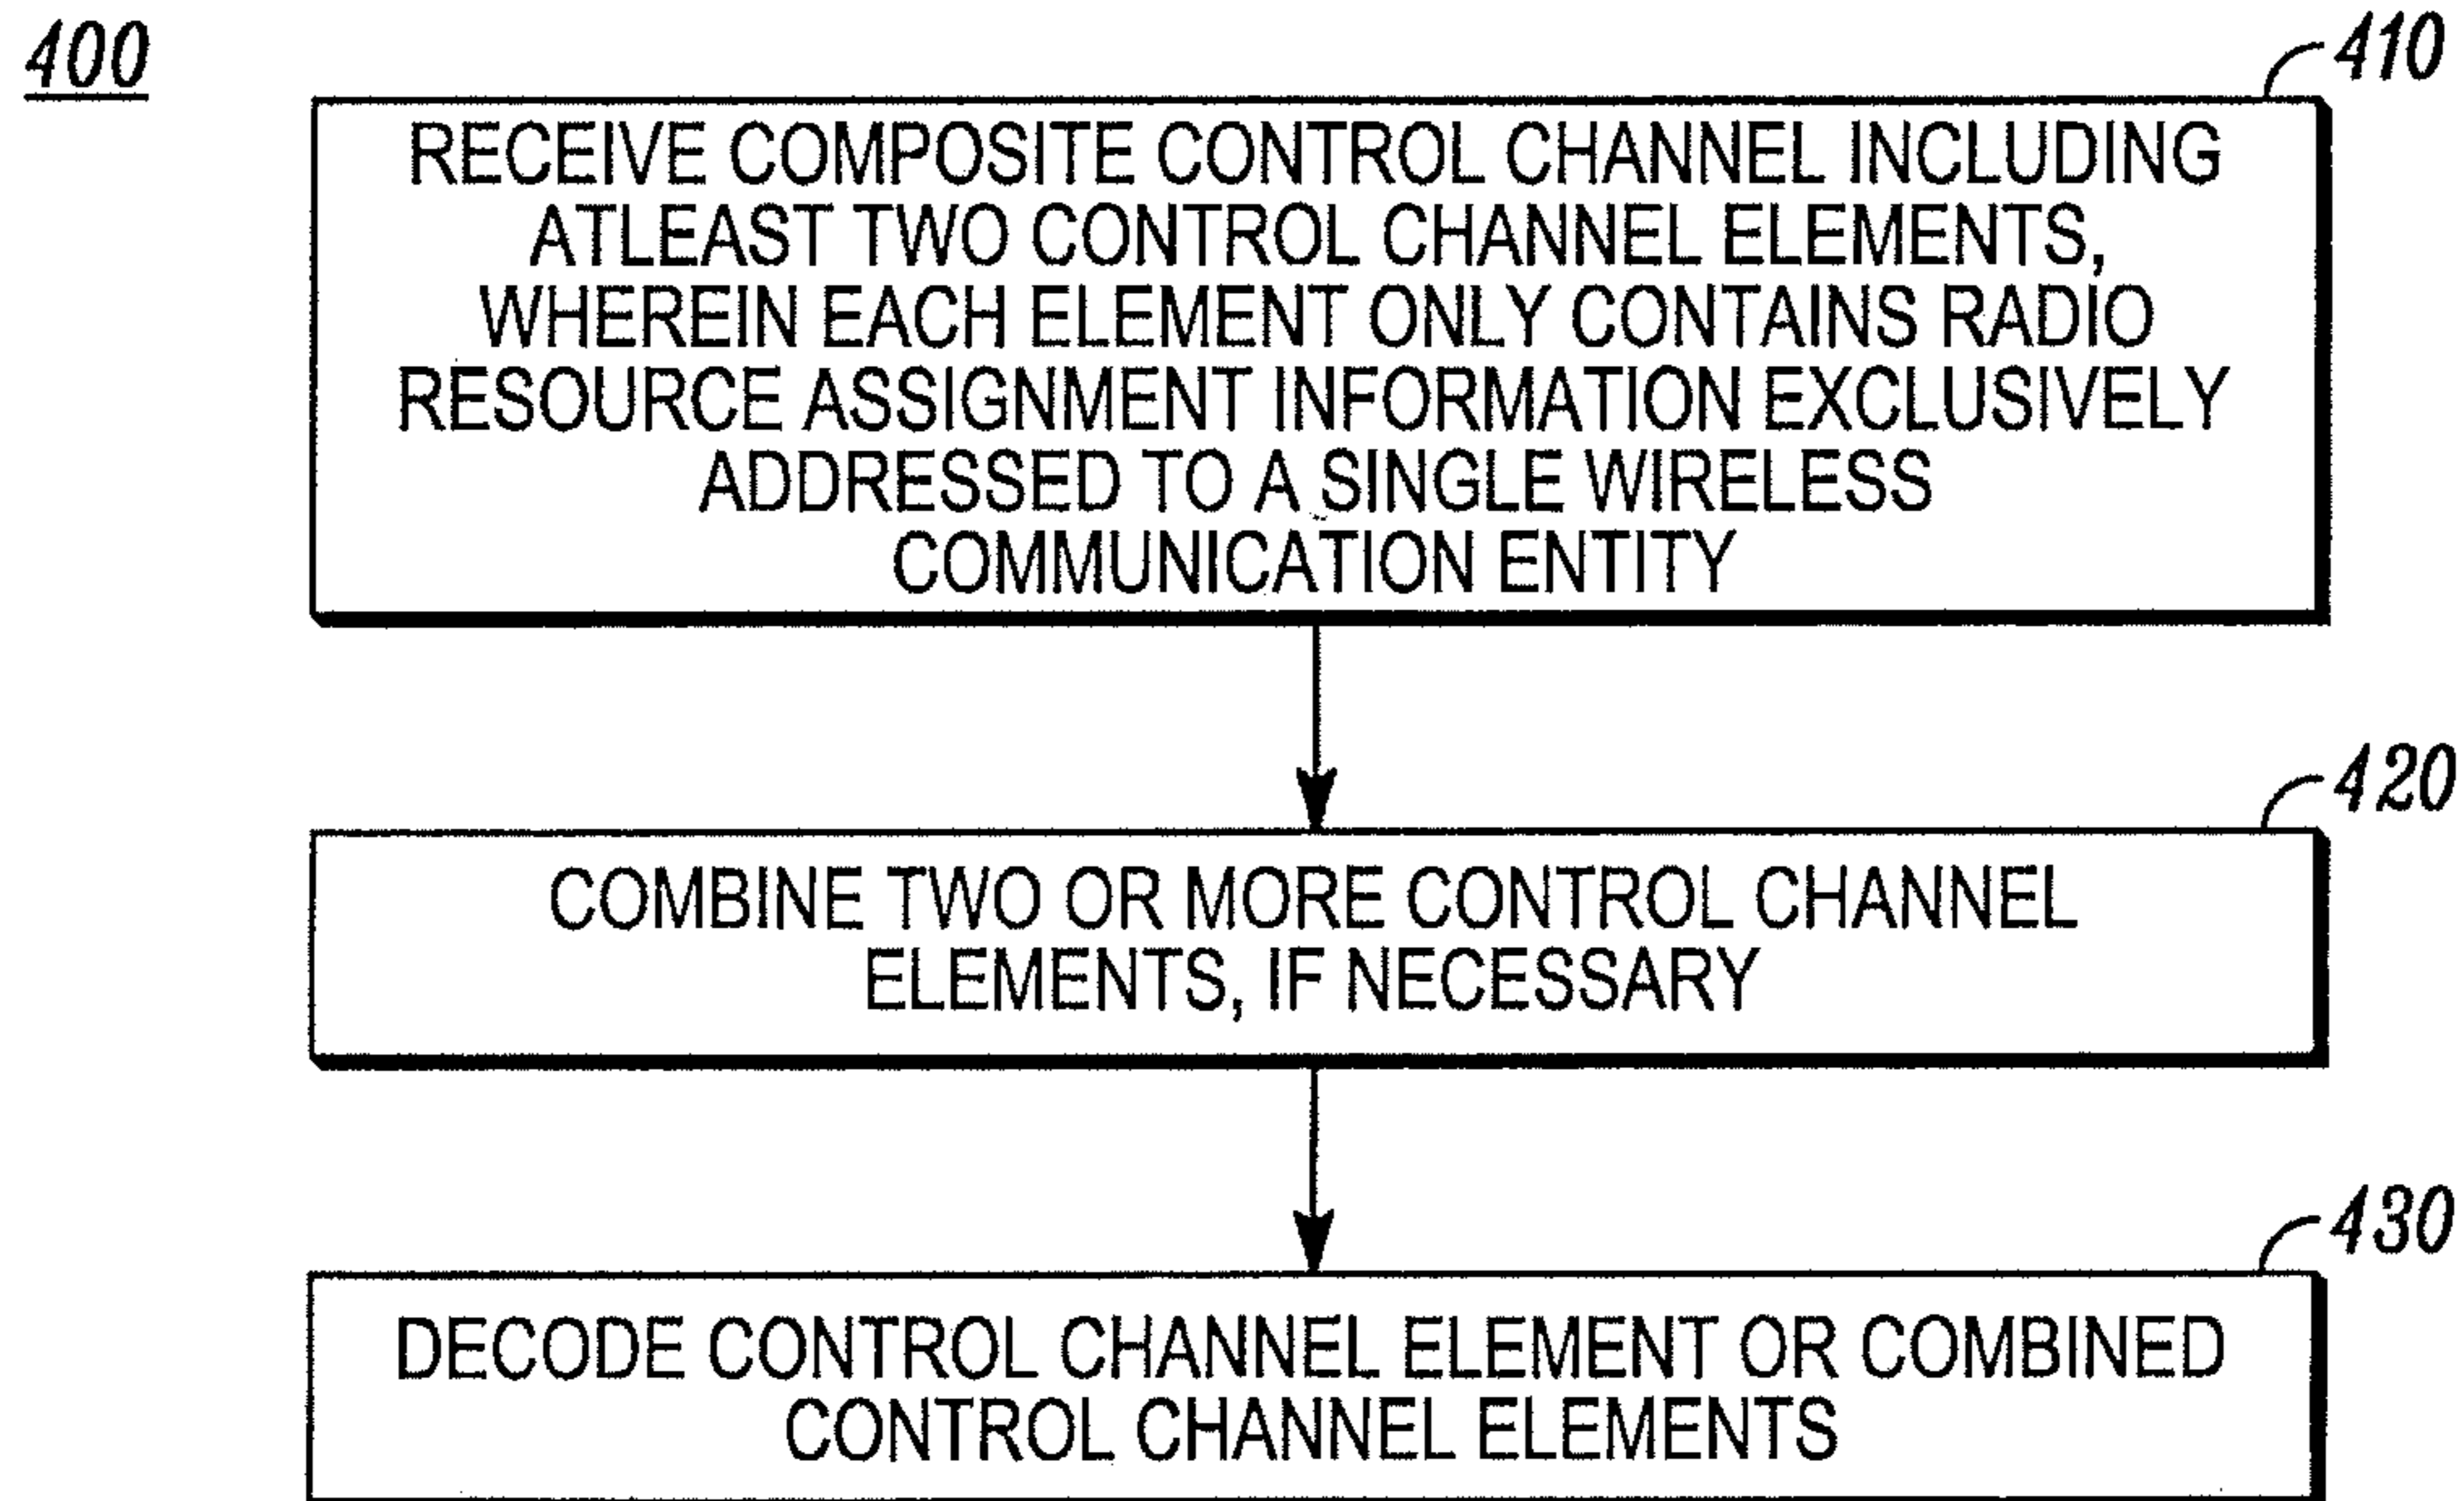 400
410
RECEIVE COMPOSITE CONTROL CHANNEL INCLUDING
ATLEAST TWO CONTROL CHANNEL ELEMENTS,
WHEREIN EACH ELEMENT ONLY CONTAINS RADIO
RESOURCE ASSIGNMENT INFORMATION EXCLUSIVELY
ADDRESSED TO A SINGLE WIRELESS
COMMUNICATION ENTITY
420
COMBINE TWO OR MORE CONTROL CHANNEL
ELEMENTS, IF NECESSARY
430
DECODE CONTROL CHANNEL ELEMENT OR COMBINED
CONTROL CHANNEL ELEMENTS